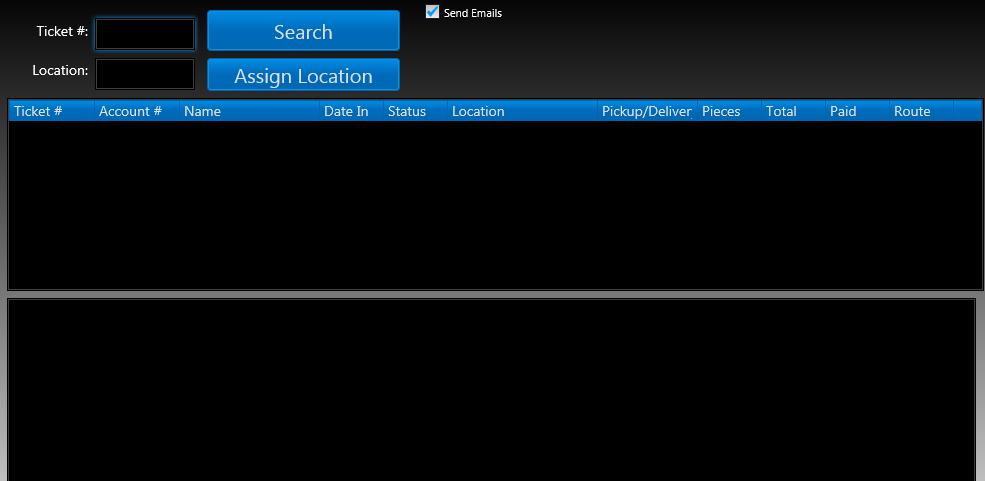 Ticket #: Search Send Emails
Location: Assign Location
Ticket # Account # Name Date In Status Location Pickup/Deliver Pieces Total Paid Route